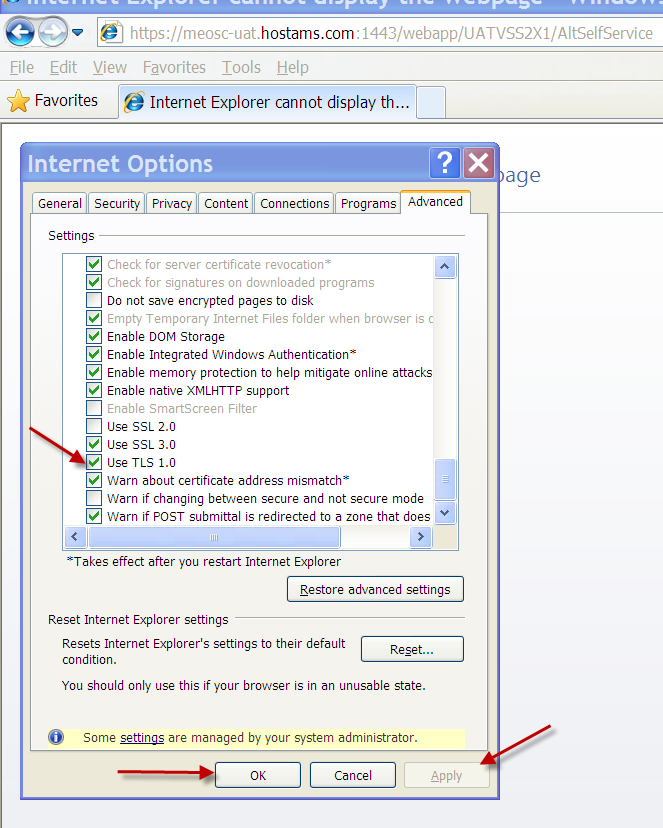 Internet Explorer cannot display the webpage - Window
https://meosc-uat.hostams.com:1443/webapp/UATVSS2X1/AltSelfService
File Edit View Favorites Tools Help
Favorites Internet Explorer cannot display th...
page
Internet Options ?
General Security Privacy Content Connections Programs Advanced
Settings
Check for server certificate revocation*
Check for signatures on downloaded programs
Do not save encrypted pages to disk
Empty Temporary Internet Files folder when browser is c
Enable DOM Storage
Enable Integrated Windows Authentication*
Enable memory protection to help mitigate online attacks
Enable native XMLHTTP support
Enable SmartScreen Filter
Use SSL 2.0
Use SSL 3.0
Use TLS 1.0
Warn about certificate address mismatch*
Warn if changing between secure and not secure mode
Warn if POST submittal is redirected to a zone that does
*Takes effect after you restart Internet Explorer
Restore advanced settings
Reset Internet Explorer settings
Resets Internet Explorer's settings to their default
condition.
Reset...
You should only use this if your browser is in an unusable state.
Some settings are managed by your system administrator.
OK Cancel Apply